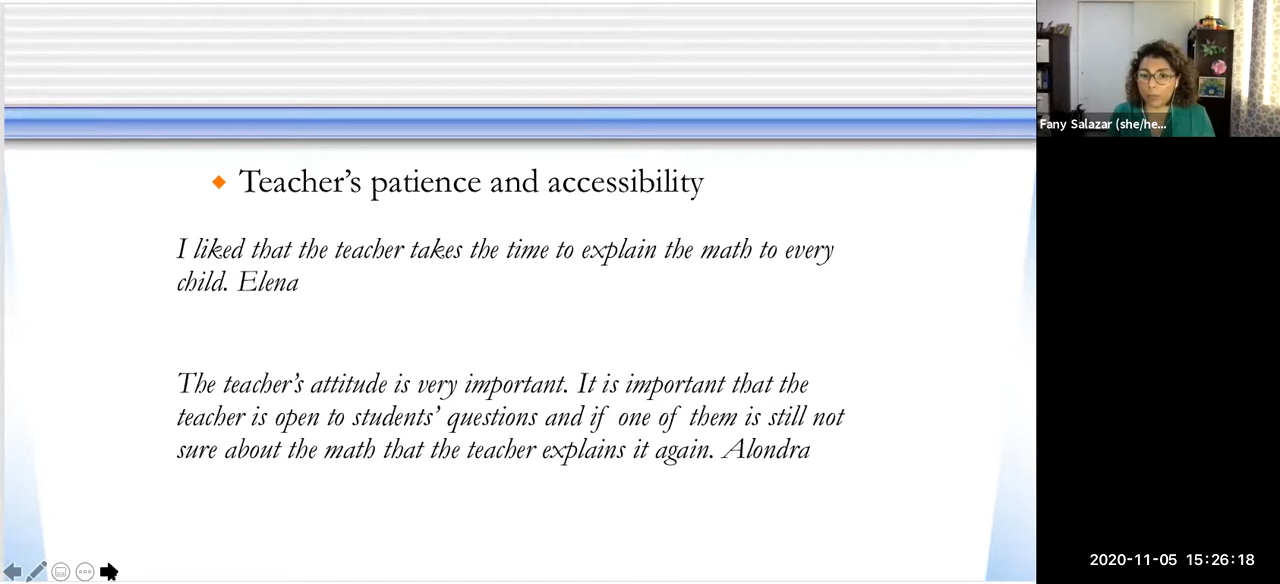 Teacher's patience and accessibility
I liked that the teacher takes the time to explain the math to every
child. Elena
The teacher's attitude is very important. It is important that the
teacher is open to students' questions and if one of them is still not
sure about the math that the teacher explains it again. Alondra
Fany Salazar (she/he...
2020-11-05 15:26:18